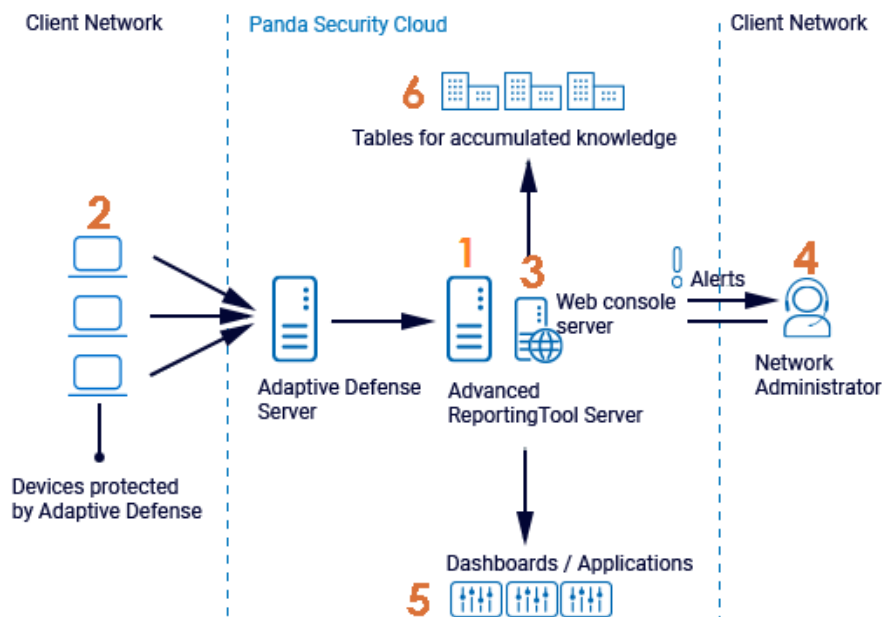 Client Network
Panda Security Cloud
Client Network
6
Tables for accumulated knowledge
2
1
3
4
Alerts
Web console
server
Adaptive Defense
Server
Advanced
ReportingTool Server
Network
Administrator
Devices protected
by Adaptive Defense
Dashboards / Applications
5